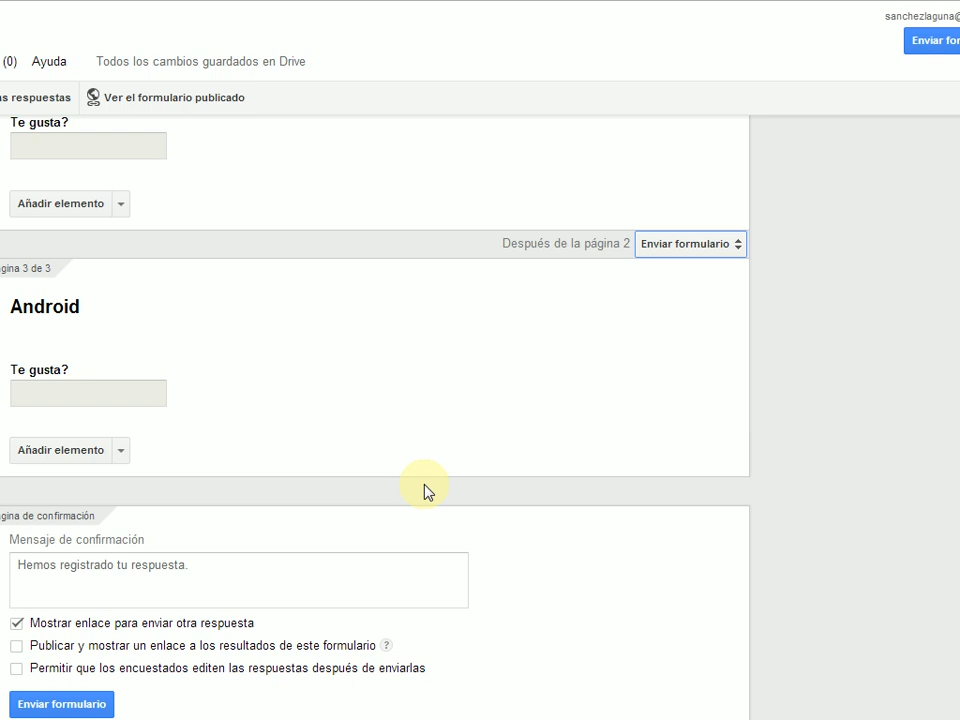 sanchezlaguna@
Enviar for
(0) Ayuda Todos los cambios guardados en Drive
as respuestas Ver el formulario publicado
Te gusta?
Añadir elemento
Después de la página 2 Enviar formulario
ágina 3 de 3
Android
Te gusta?
Añadir elemento
ágina de confirmación
Mensaje de confirmación
Hemos registrado tu respuesta.
Mostrar enlace para enviar otra respuesta
Publicar y mostrar un enlace a los resultados de este formulario ?
Permitir que los encuestados editen las respuestas después de enviarlas
Enviar formulario